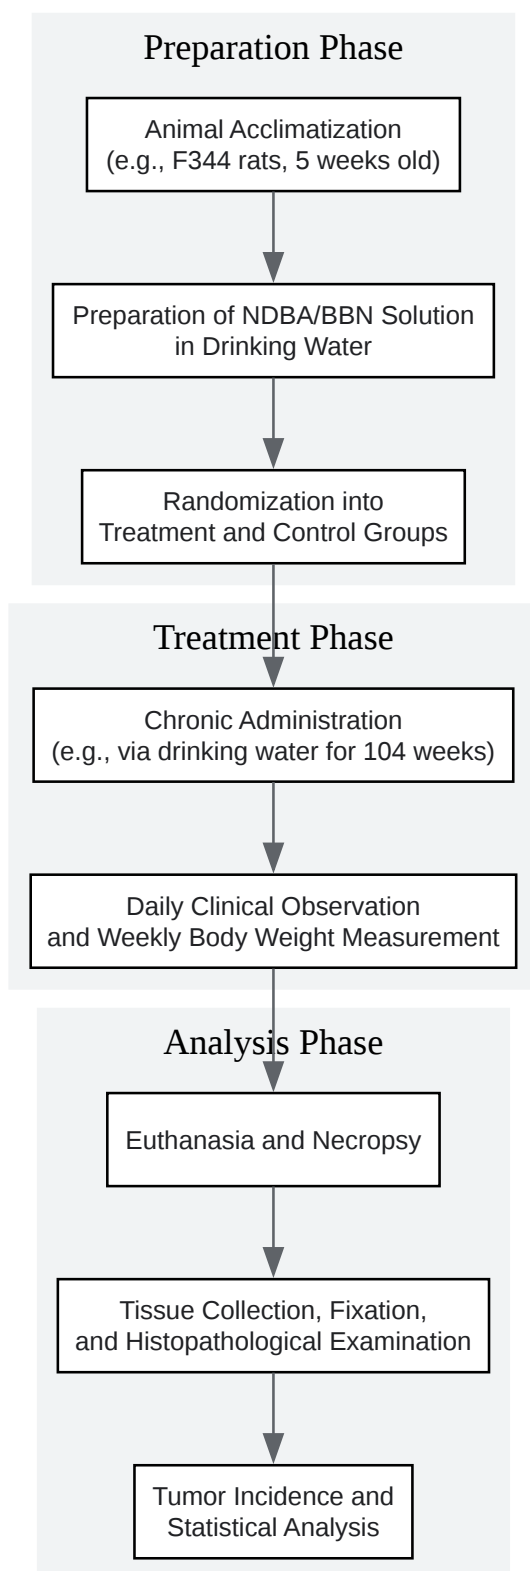 Preparation Phase
Animal Acclimatization
(e.g., F344 rats, 5 weeks old)
Preparation of NDBA/BBN Solution
in Drinking Water
Randomization into
Treatment and Control Groups
Treatment Phase
Chronic Administration
(e.g., via drinking water for 104 weeks)
Daily Clinical Observation
and Weekly Body Weight Measurement
Analysis Phase
Euthanasia and Necropsy
Tissue Collection, Fixation,
and Histopathological Examination
Tumor Incidence and
Statistical Analysis